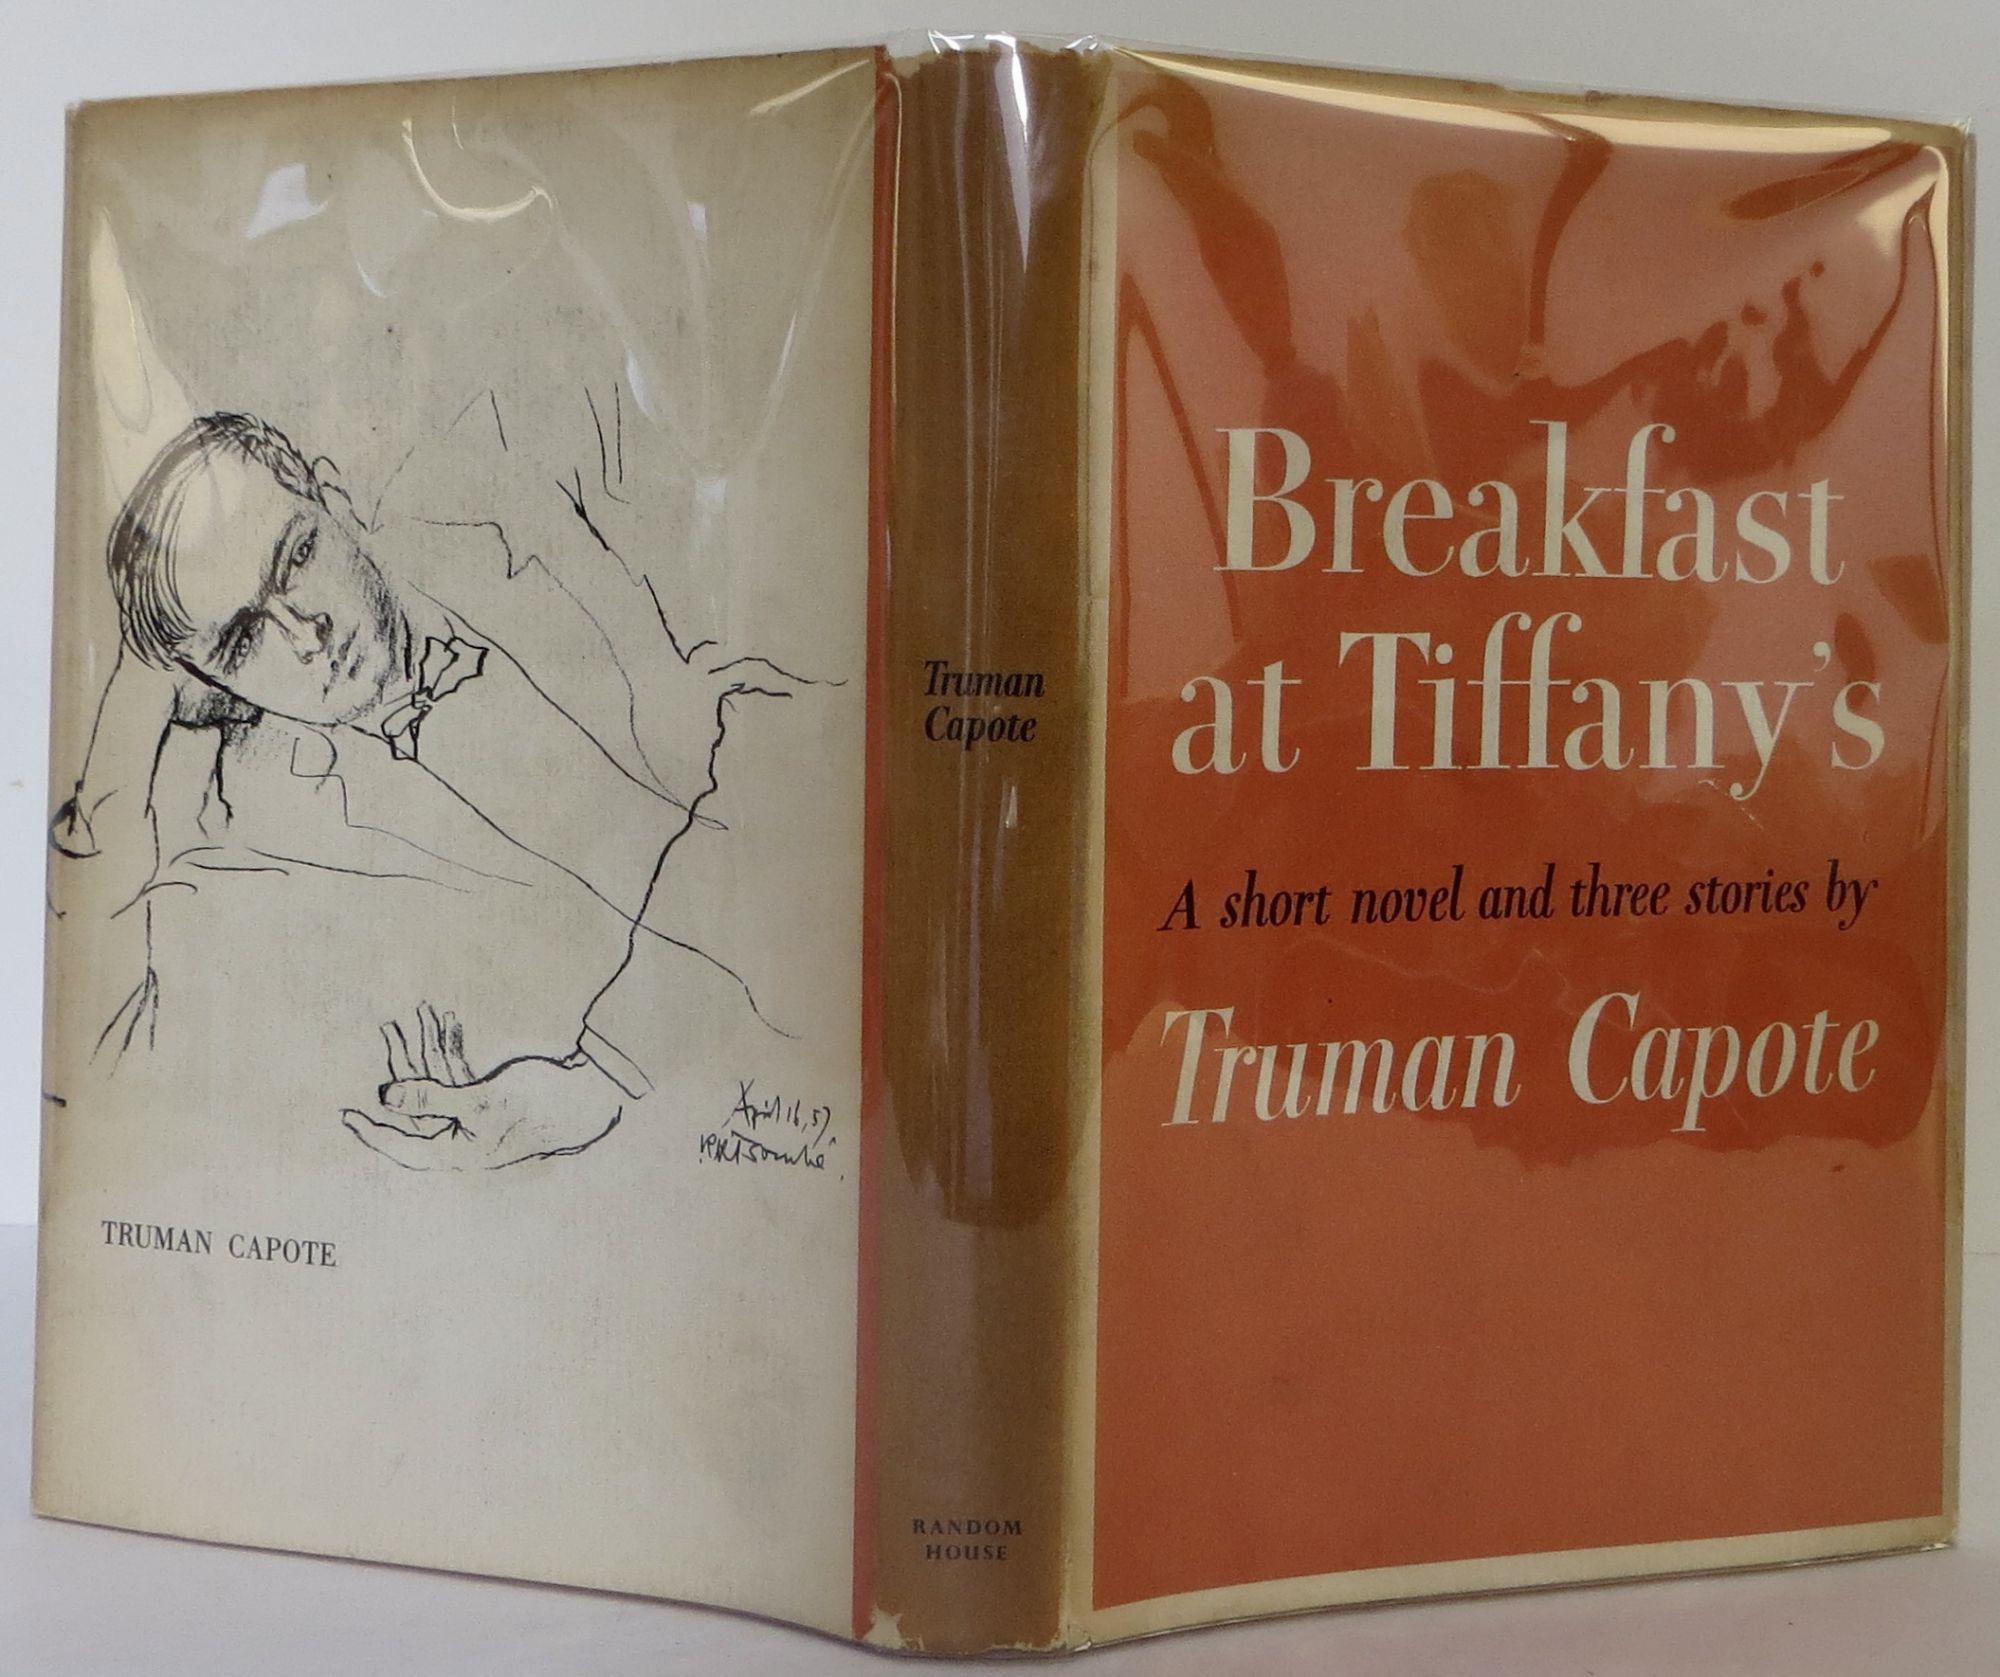 Breakfast
at Tiffany's
A short novel and three stories by
Truman Capote
Truman
Capote
RANDOM
HOUSE
April 16, 57
TRUMAN CAPOTE